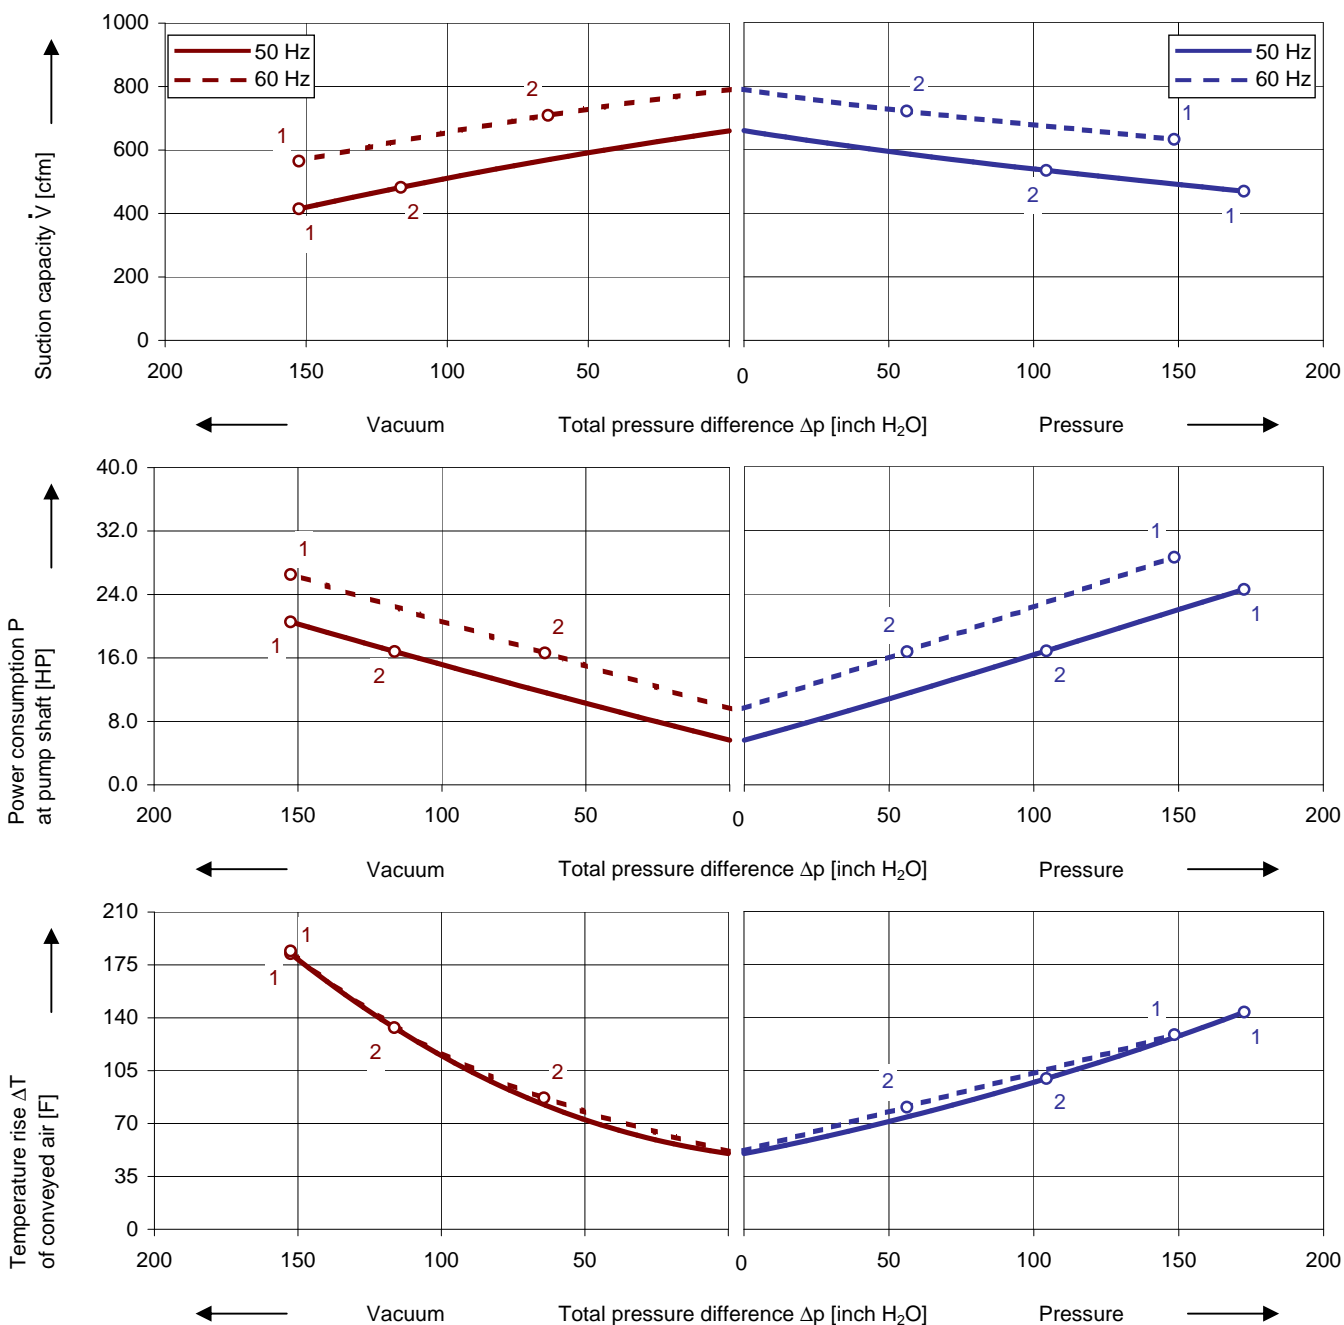 1000
800
600
400
200
0
Suction capacity V̇ [cfm]
50 Hz
60 Hz
50 Hz
60 Hz
1
2
1
2
2
1
2
1
200 150 100 50 0 50 100 150 200
Vacuum Total pressure difference Δp [inch H₂O] Pressure
40.0
32.0
24.0
16.0
8.0
0.0
Power consumption P
at pump shaft [HP]
1
2
1
2
1
2
2
1
200 150 100 50 0 50 100 150 200
Vacuum Total pressure difference Δp [inch H₂O] Pressure
210
175
140
105
70
35
0
Temperature rise ΔT
of conveyed air [F]
1
1
2
2
1
2
2
1
200 150 100 50 0 50 100 150 200
Vacuum Total pressure difference Δp [inch H₂O] Pressure